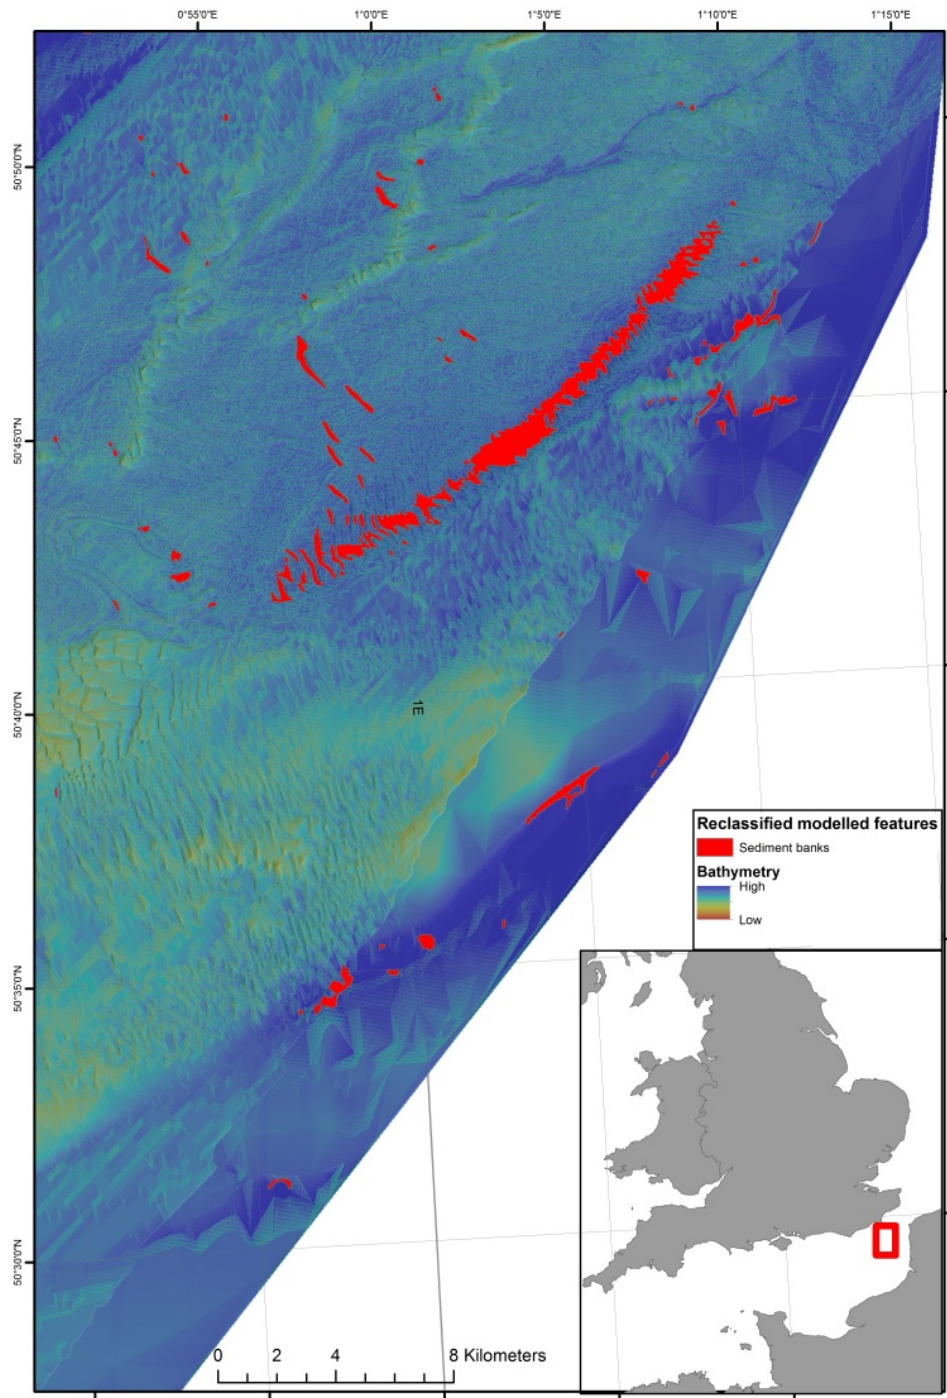 0°55'0"E 1°0'0"E 1°5'0"E 1°10'0"E 1°15'0"E
50°50'0"N
50°45'0"N
50°40'0"N
1E
Reclassified modelled features
Sediment banks
Bathymetry
High
Low
50°35'0"N
50°30'0"N
0 2 4 8 Kilometers